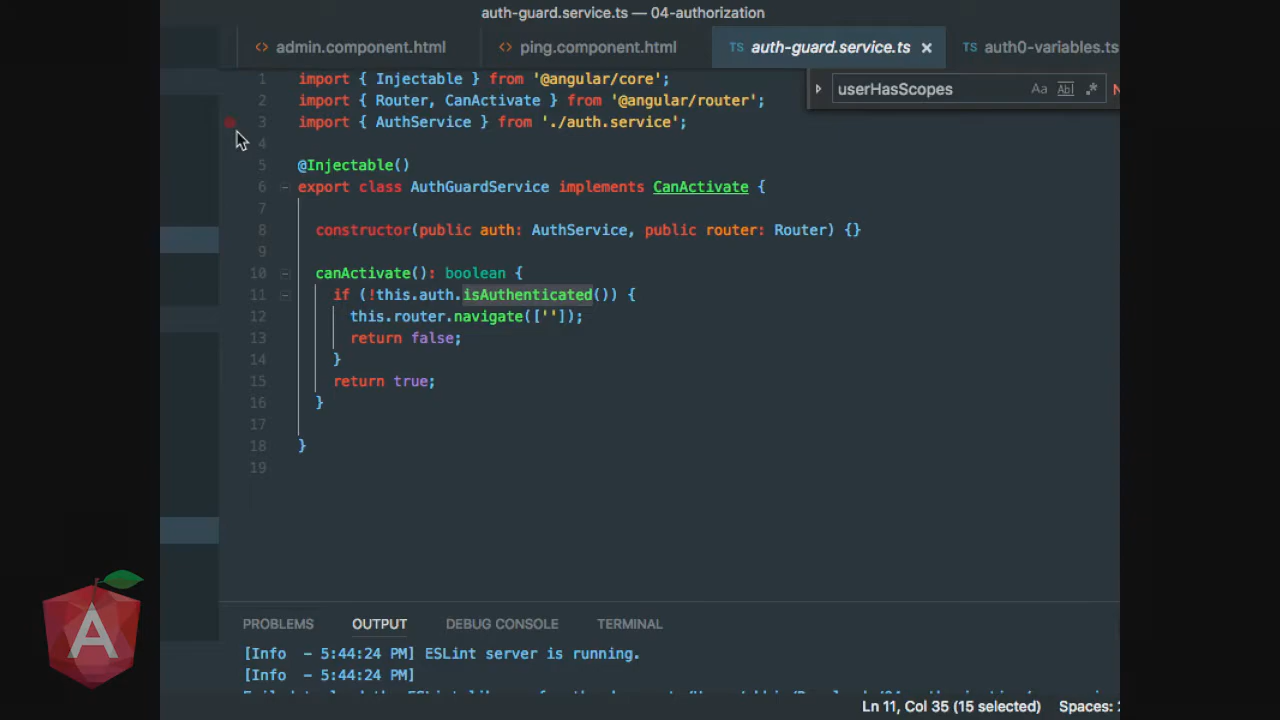 auth-guard.service.ts — 04-authorization
<> admin.component.html
<> ping.component.html
TS auth-guard.service.ts ×
TS auth0-variables.ts
userHasScopes
Aa Abl .*
1 import { Injectable } from '@angular/core';
2 import { Router, CanActivate } from '@angular/router';
3 import { AuthService } from './auth.service';
4
5 @Injectable()
6 export class AuthGuardService implements CanActivate {
7
8 constructor(public auth: AuthService, public router: Router) {}
9
10 canActivate(): boolean {
11 if (!this.auth.isAuthenticated()) {
12 this.router.navigate(['']);
13 return false;
14 }
15 return true;
16 }
17
18 }
19
PROBLEMS OUTPUT DEBUG CONSOLE TERMINAL
[Info - 5:44:24 PM] ESLint server is running.
[Info - 5:44:24 PM]
A
Ln 11, Col 35 (15 selected) Spaces: